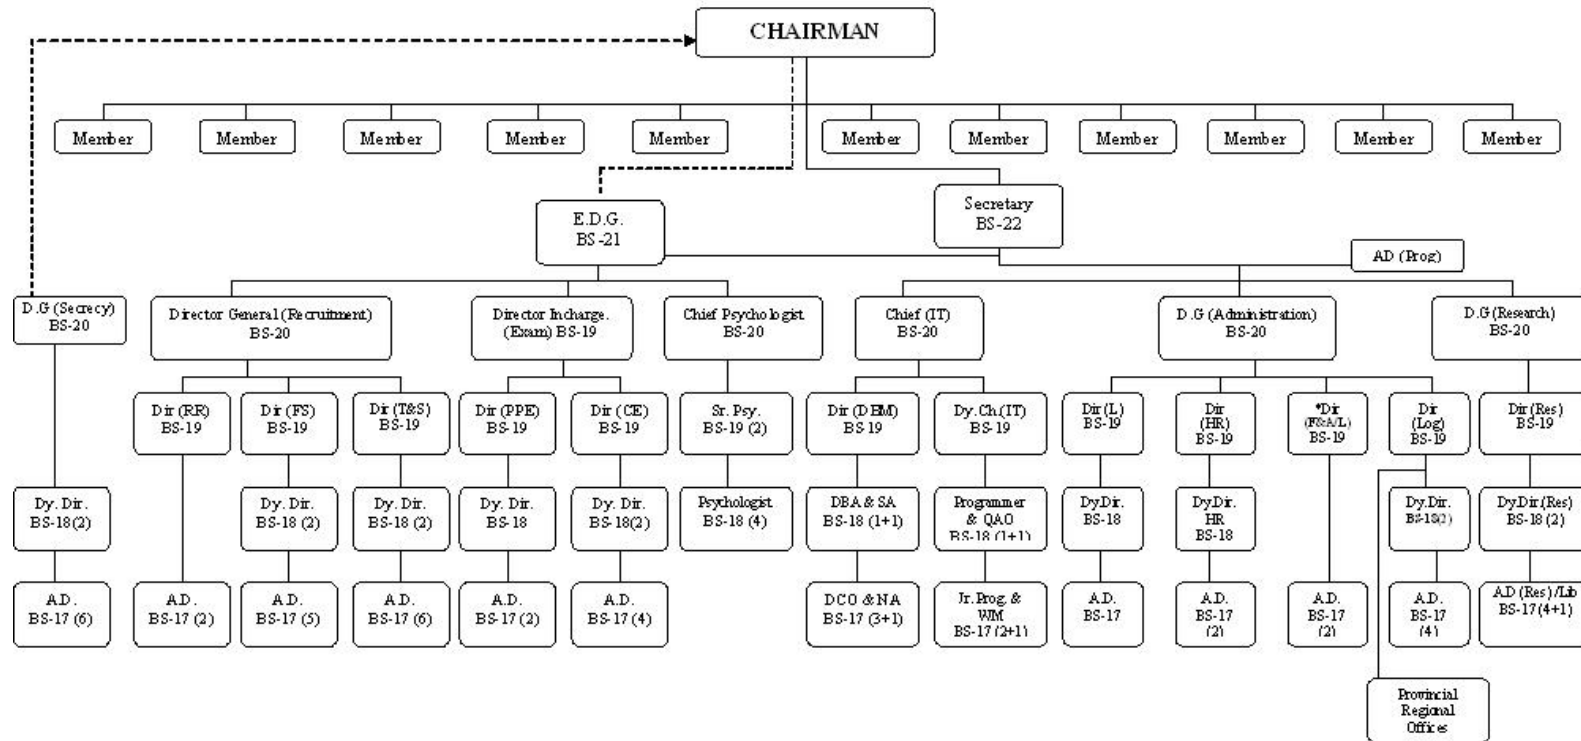 CHAIRMAN
Member
Member
Member
Member
Member
Member
Member
Member
Member
Member
Member
E.D.G.
BS-21
Secretary
BS-22
AD (Prog)
D.G (Secrecy)
BS-20
Director General (Recruitment)
BS-20
Director Incharge.
(Exam) BS-19
Chief Psychologist
BS-20
Chief (IT)
BS-20
D.G (Administration)
BS-20
D.G (Research)
BS-20
Dir (RR)
BS-19
Dir (FS)
BS-19
Dir (T&S)
BS-19
Dir (PPE)
BS-19
Dir (CE)
BS-19
Sr. Psy.
BS-19 (2)
Dir (DBM)
BS-19
Dy. Ch (IT)
BS-19
Dir (L)
BS-19
Dir
(HR)
BS-19
*Dir
(F&A/L)
BS-19
Dir
(Log)
BS-19
Dir (Res)
BS-19
Dy. Dir.
BS-18(2)
Dy. Dir.
BS-18 (2)
Dy. Dir.
BS-18 (2)
Dy. Dir.
BS-18
Dy. Dir.
BS-18(2)
Psychologist
BS-18 (4)
DBA & SA
BS-18 (1+1)
Programmer
& QAO
BS-18 (1+1)
Dy.Dir.
BS-18
Dy.Dir.
HR
BS-18
Dy.Dir.
BS-18(2)
Dy.Dir (Res)
BS-18 (2)
A.D.
BS-17 (6)
A.D.
BS-17 (2)
A.D.
BS-17 (5)
A.D.
BS-17 (6)
A.D.
BS-17 (2)
A.D.
BS-17 (4)
DCO & NA
BS-17 (3+1)
Jr. Prog. &
WM
BS-17 (2+1)
A.D.
BS-17
A.D.
BS-17
(2)
A.D.
BS-17
(2)
A.D.
BS-17
(4)
A.D (Res) /Lib
BS-17(4+1)
Provincial
Regional
Offices